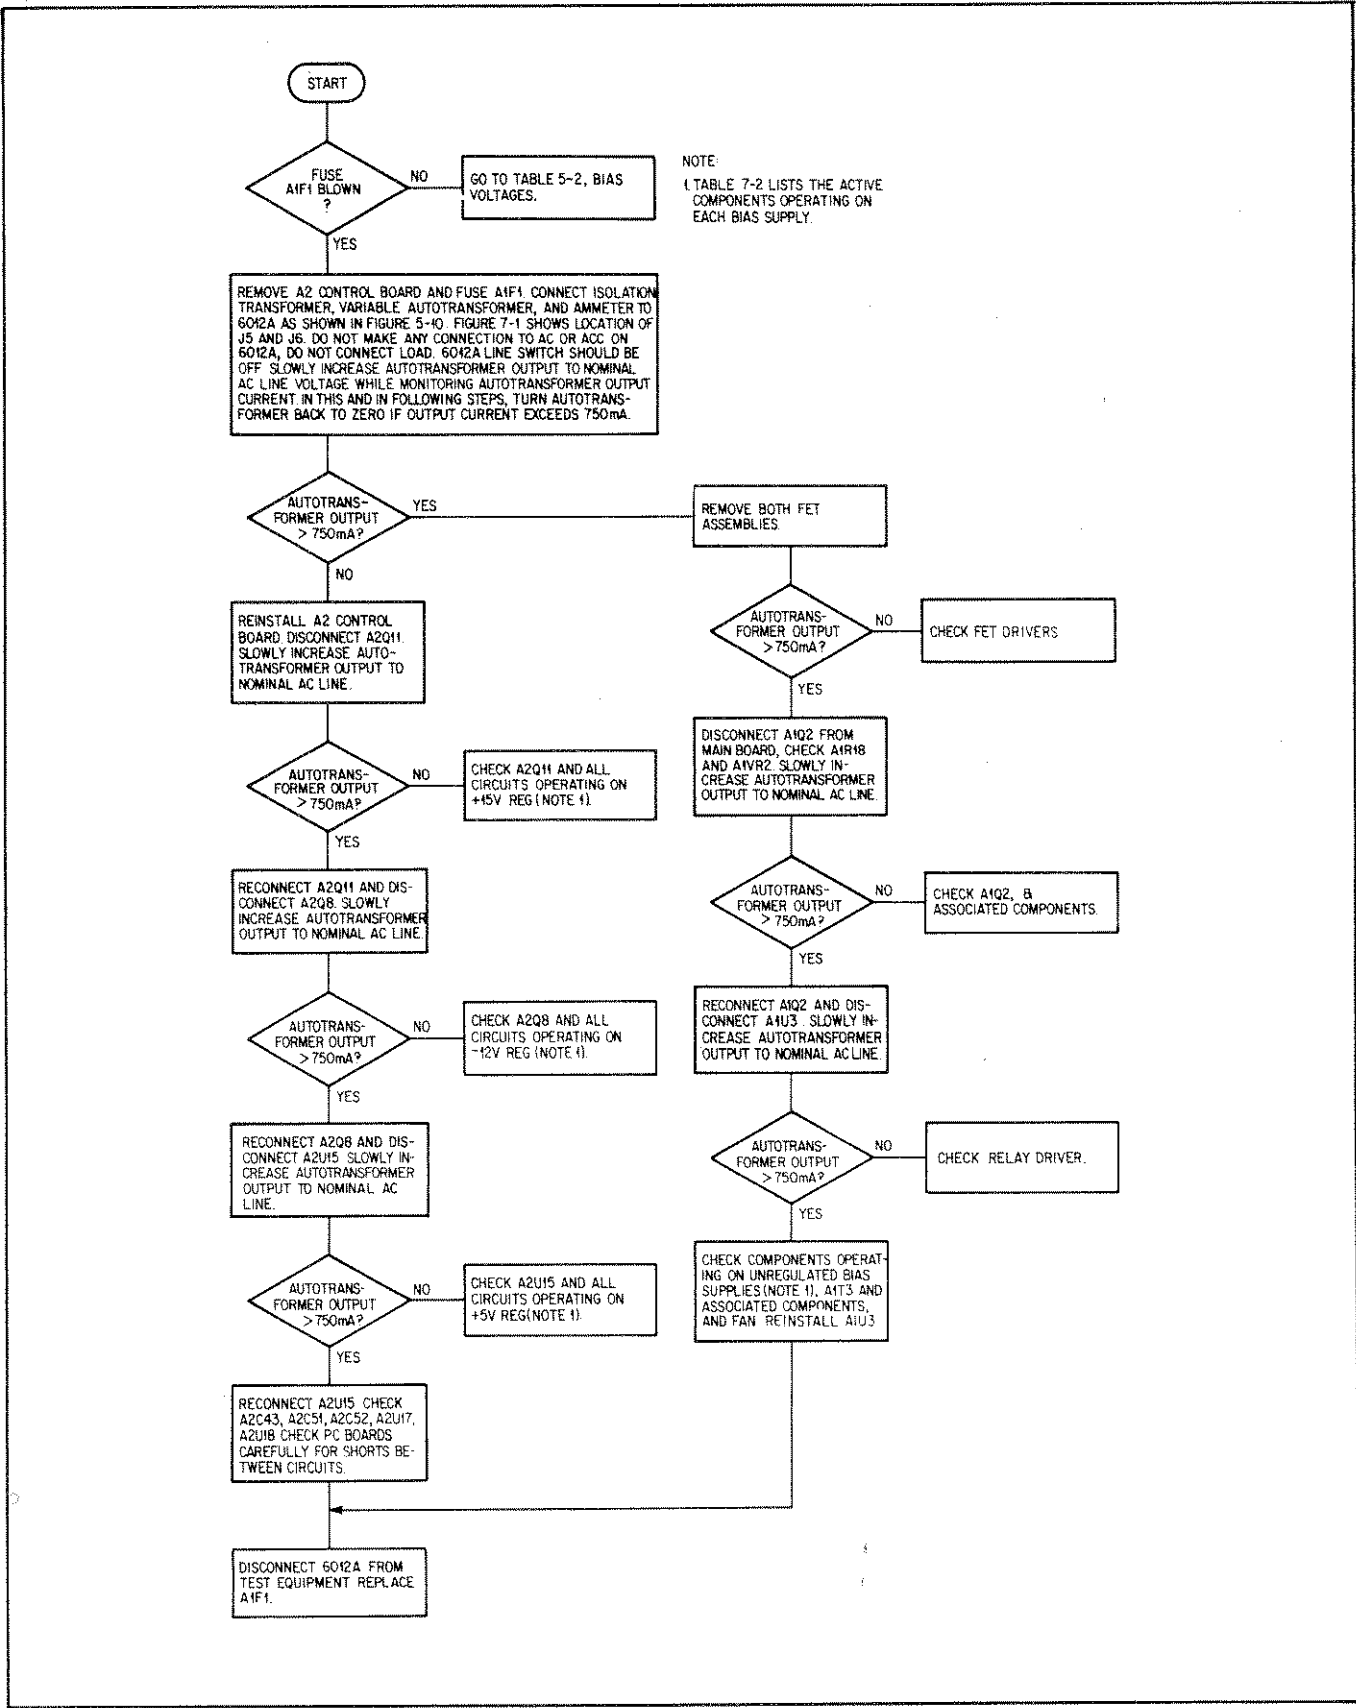 START
FUSE
A1F1 BLOWN
?
NO
GO TO TABLE 5-2, BIAS
VOLTAGES.
NOTE:
1. TABLE 7-2 LISTS THE ACTIVE
COMPONENTS OPERATING ON
EACH BIAS SUPPLY.
YES
REMOVE A2 CONTROL BOARD AND FUSE A1F1. CONNECT ISOLATION
TRANSFORMER, VARIABLE AUTOTRANSFORMER, AND AMMETER TO
6012A AS SHOWN IN FIGURE 5-10. FIGURE 7-1 SHOWS LOCATION OF
J5 AND J6. DO NOT MAKE ANY CONNECTION TO AC OR ACC ON
6012A, DO NOT CONNECT LOAD. 6012A LINE SWITCH SHOULD BE
OFF SLOWLY INCREASE AUTOTRANSFORMER OUTPUT TO NOMINAL
AC LINE VOLTAGE WHILE MONITORING AUTOTRANSFORMER OUTPUT
CURRENT. IN THIS AND IN FOLLOWING STEPS, TURN AUTOTRANS-
FORMER BACK TO ZERO IF OUTPUT CURRENT EXCEEDS 750mA.
AUTOTRANS-
FORMER OUTPUT
> 750mA?
YES
REMOVE BOTH FET
ASSEMBLIES.
NO
REINSTALL A2 CONTROL
BOARD. DISCONNECT A2Q11.
SLOWLY INCREASE AUTO-
TRANSFORMER OUTPUT TO
NOMINAL AC LINE.
AUTOTRANS-
FORMER OUTPUT
>750mA?
NO
CHECK FET DRIVERS
YES
DISCONNECT A1Q2 FROM
MAIN BOARD, CHECK A1R18
AND A1VR2. SLOWLY IN-
CREASE AUTOTRANSFORMER
OUTPUT TO NOMINAL AC LINE.
AUTOTRANS-
FORMER OUTPUT
>750mA?
NO
CHECK A2Q11 AND ALL
CIRCUITS OPERATING ON
+15V REG (NOTE 1).
YES
RECONNECT A2Q11 AND DIS-
CONNECT A2Q8. SLOWLY
INCREASE AUTOTRANSFORMER
OUTPUT TO NOMINAL AC LINE.
AUTOTRANS-
FORMER OUTPUT
>750mA?
NO
CHECK A1Q2, &
ASSOCIATED COMPONENTS.
YES
RECONNECT A1Q2 AND DIS-
CONNECT A1U3. SLOWLY IN-
CREASE AUTOTRANSFORMER
OUTPUT TO NOMINAL AC LINE.
AUTOTRANS-
FORMER OUTPUT
>750mA?
NO
CHECK A2Q8 AND ALL
CIRCUITS OPERATING ON
-12V REG (NOTE 1).
YES
RECONNECT A2Q8 AND DIS-
CONNECT A2U15 SLOWLY IN-
CREASE AUTOTRANSFORMER
OUTPUT TO NOMINAL AC
LINE.
AUTOTRANS-
FORMER OUTPUT
>750mA?
NO
CHECK RELAY DRIVER.
YES
CHECK COMPONENTS OPERAT-
ING ON UNREGULATED BIAS
SUPPLIES (NOTE 1), A1T3 AND
ASSOCIATED COMPONENTS,
AND FAN REINSTALL A1U3
AUTOTRANS-
FORMER OUTPUT
>750mA?
NO
CHECK A2U15 AND ALL
CIRCUITS OPERATING ON
+5V REG(NOTE 1).
YES
RECONNECT A2U15 CHECK
A2C43, A2C51, A2C52, A2U17,
A2U18 CHECK PC BOARDS
CAREFULLY FOR SHORTS BE-
TWEEN CIRCUITS.
DISCONNECT 6012A FROM
TEST EQUIPMENT REPLACE
A1F1.